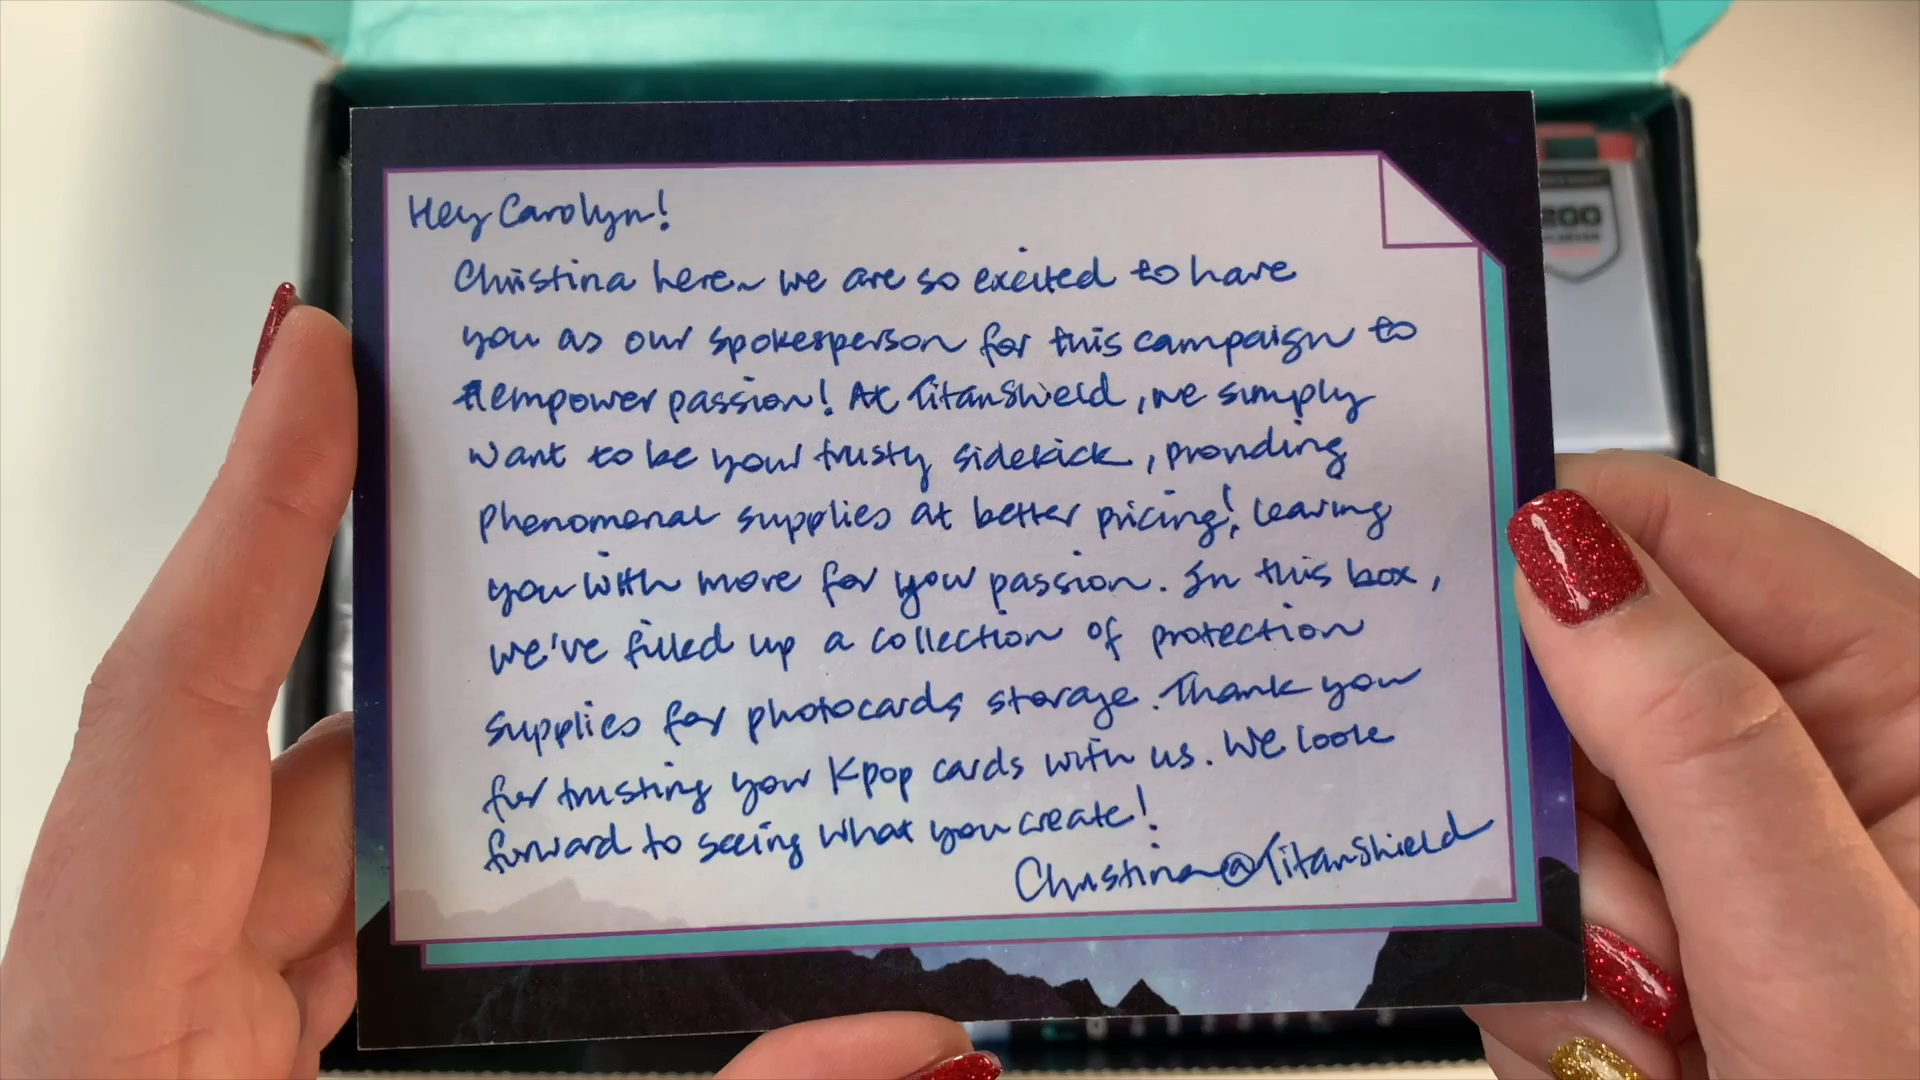 Hey Carolyn!
Christina here~ we are so excited to have
you as our spokesperson for this campaign to
empower passion! At TitanShield, we simply
want to be your trusty sidekick, providing
phenomenal supplies at better pricing!, leaving
you with more for your passion. In this box,
we've filled up a collection of protection
supplies for photocards storage. Thank you
for trusting your Kpop cards with us. We look
forward to seeing what you create!
Christina@TitanShield
200